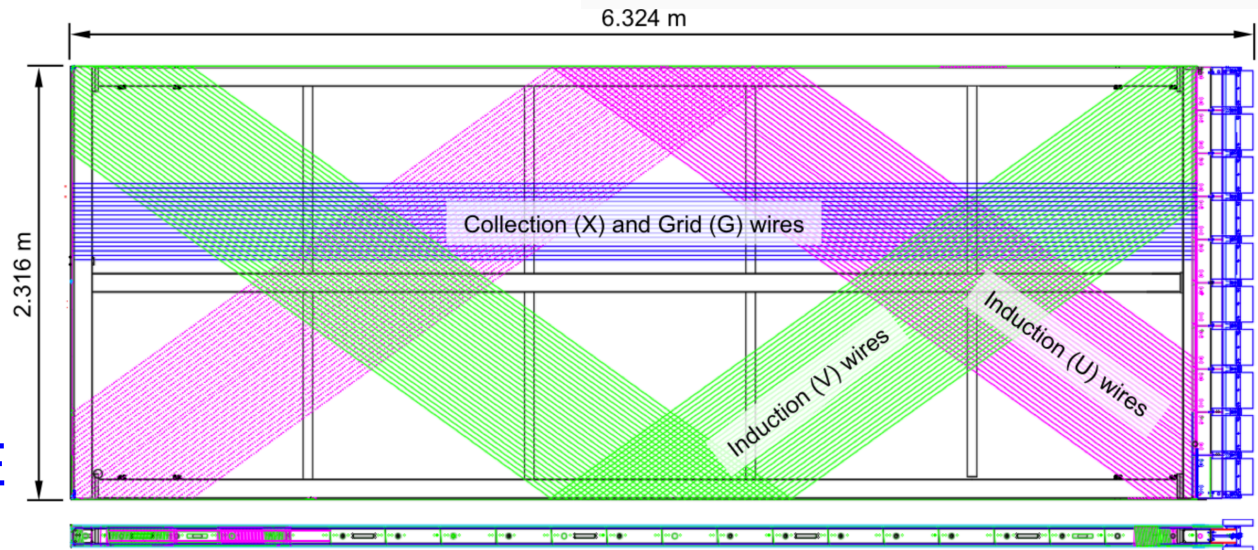 6.324 m
2.316 m
Collection (X) and Grid (G) wires
Induction (V) wires
Induction (U) wires